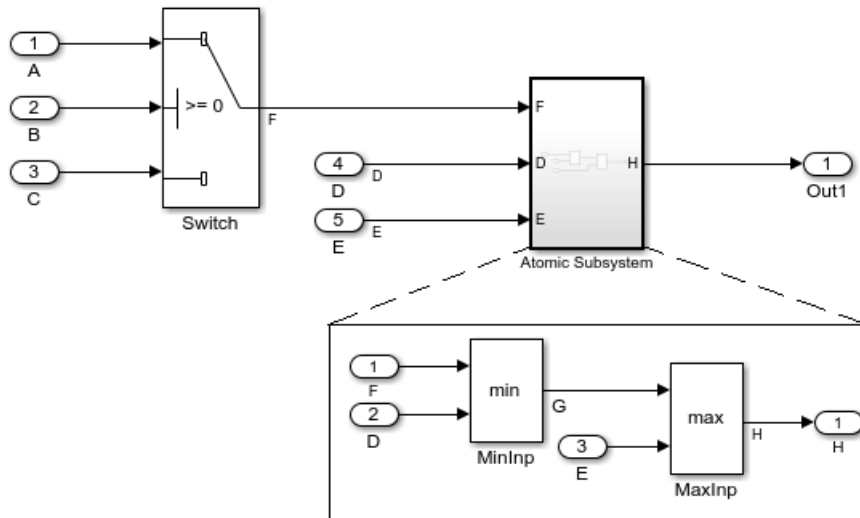 1
A
2
B
3
C
>= 0
Switch
F
4
D
D
5
E
E
F
D
E
H
Atomic Subsystem
1
Out1
1
F
2
D
min
MinInp
G
3
E
max
MaxInp
H
1
H